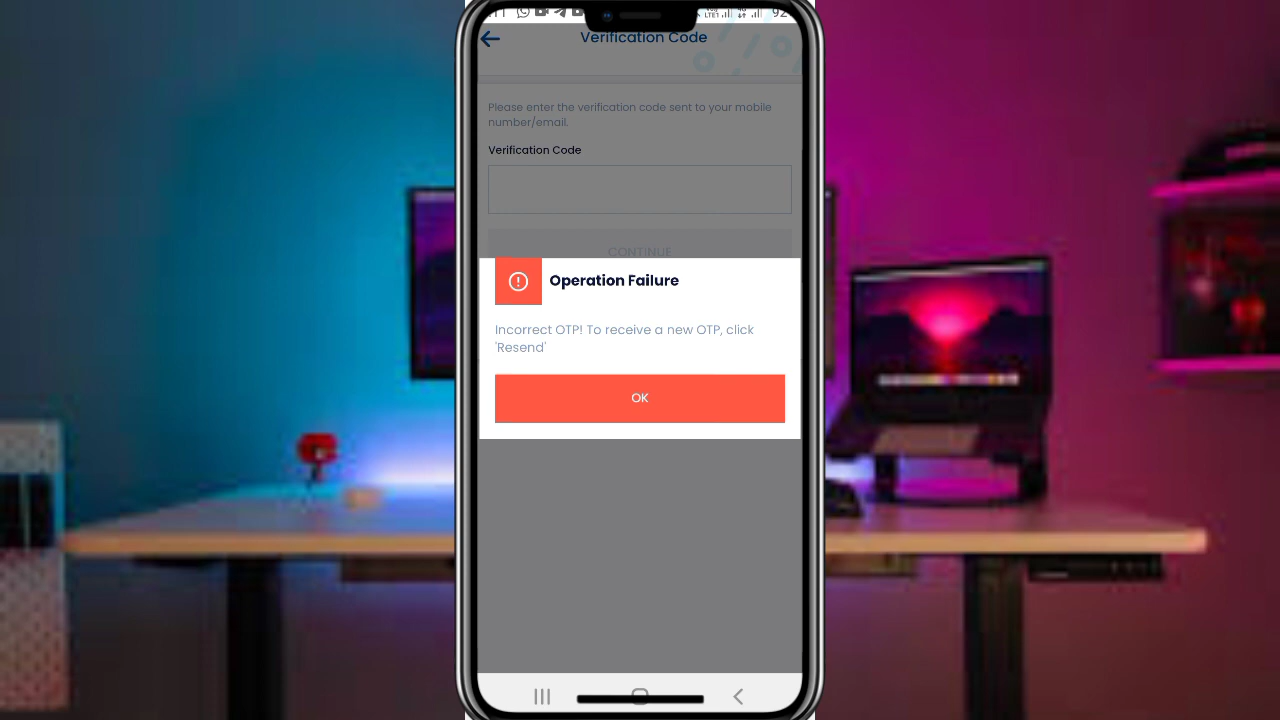 Verification Code
Please enter the verification code sent to your mobile
number/email.
Verification Code
CONTINUE
Operation Failure
Incorrect OTP! To receive a new OTP, click
'Resend'
OK